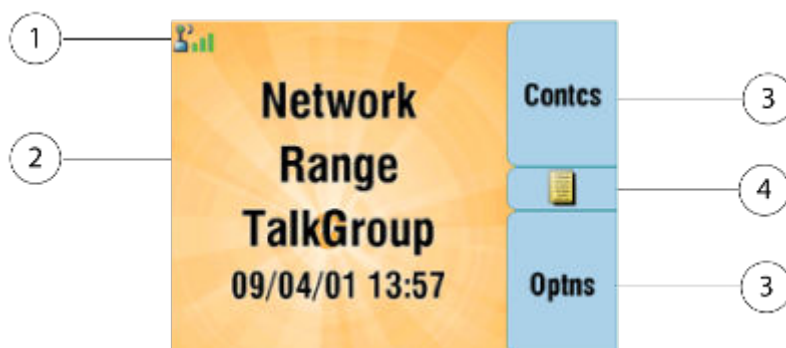 1
2
Network
Range
TalkGroup
09/04/01 13:57
Contcs
3
4
Optns
3